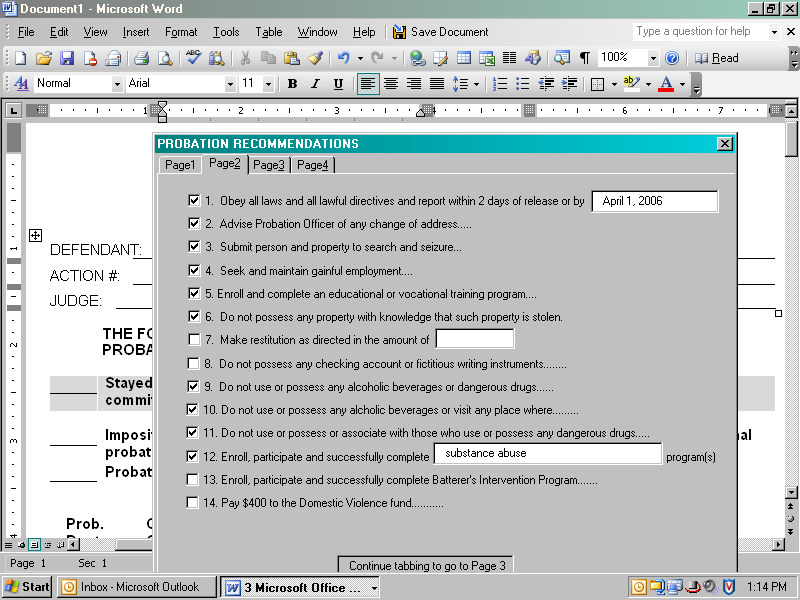 Document1 - Microsoft Word
File Edit View Insert Format Tools Table Window Help Save Document Type a question for help
100% Read
Normal Arial 11 B I U
1 2 3 6 7
PROBATION RECOMMENDATIONS
Page1 Page2 Page3 Page4
1. Obey all laws and all lawful directives and report within 2 days of release or by April 1, 2006
2. Advise Probation Officer of any change of address.....
3. Submit person and property to search and seizure...
4. Seek and maintain gainful employment....
5. Enroll and complete an educational or vocational training program....
6. Do not possess any property with knowledge that such property is stolen.
7. Make restitution as directed in the amount of
8. Do not possess any checking account or fictitious writing instruments........
9. Do not use or possess any alcoholic beverages or dangerous drugs......
10. Do not use or possess any alcholic beverages or visit any place where.........
11. Do not use or possess or associate with those who use or possess any dangerous drugs.....
12. Enroll, participate and successfully complete substance abuse program(s)
13. Enroll, participate and successfully complete Batterer's Intervention Program.......
14. Pay $400 to the Domestic Violence fund..........
Continue tabbing to go to Page 3
DEFENDANT:
ACTION #:
JUDGE:
THE FO
PROBA
Stayed
commit
Imposit
nal
probat
Probat
Prob.
Page 1 Sec 1
Start Inbox - Microsoft Outlook 3 Microsoft Office ... 1:14 PM